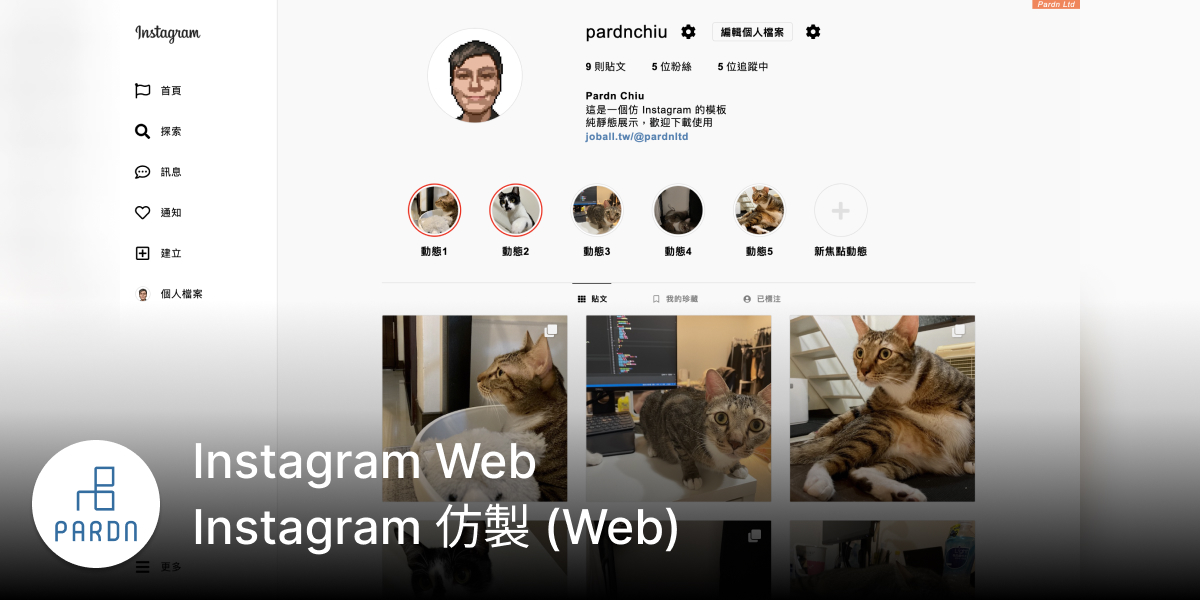 Pardn Ltd
Instagram
首頁
探索
訊息
通知
建立
個人檔案
更多
pardnchiu
編輯個人檔案
9 則貼文 5 位粉絲 5 位追蹤中
Pardn Chiu
這是一個仿 Instagram 的模板
純靜態展示，歡迎下載使用
joball.tw/@pardnltd
動態1 動態2 動態3 動態4 動態5 新焦點動態
貼文 我的珍藏 已標注
PARDN
Instagram Web
Instagram 仿製 (Web)